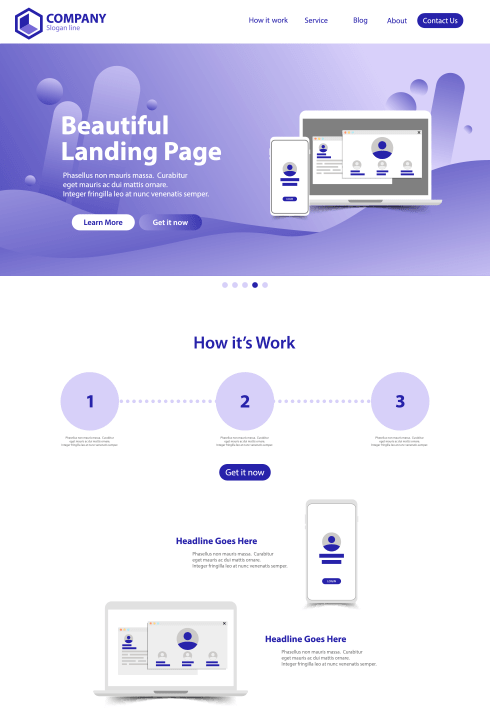 COMPANY
Slogan line
How it work
Service
Blog
About
Contact Us
Beautiful
Landing Page
Phasellus non mauris massa. Curabitur
eget mauris ac dui mattis ornare.
Integer fringilla leo at nunc venenatis semper.
Learn More
Get it now
LOGIN
How it's Work
1
2
3
Phasellus non mauris massa. Curabitur
eget mauris ac dui mattis ornare.
Integer fringilla leo at nunc venenatis semper.
Phasellus non mauris massa. Curabitur
eget mauris ac dui mattis ornare.
Integer fringilla leo at nunc venenatis semper.
Phasellus non mauris massa. Curabitur
eget mauris ac dui mattis ornare.
Integer fringilla leo at nunc venenatis semper.
Get it now
Headline Goes Here
Phasellus non mauris massa. Curabitur
eget mauris ac dui mattis ornare.
Integer fringilla leo at nunc venenatis semper.
LOGIN
Headline Goes Here
Phasellus non mauris massa. Curabitur
eget mauris ac dui mattis ornare.
Integer fringilla leo at nunc venenatis semper.